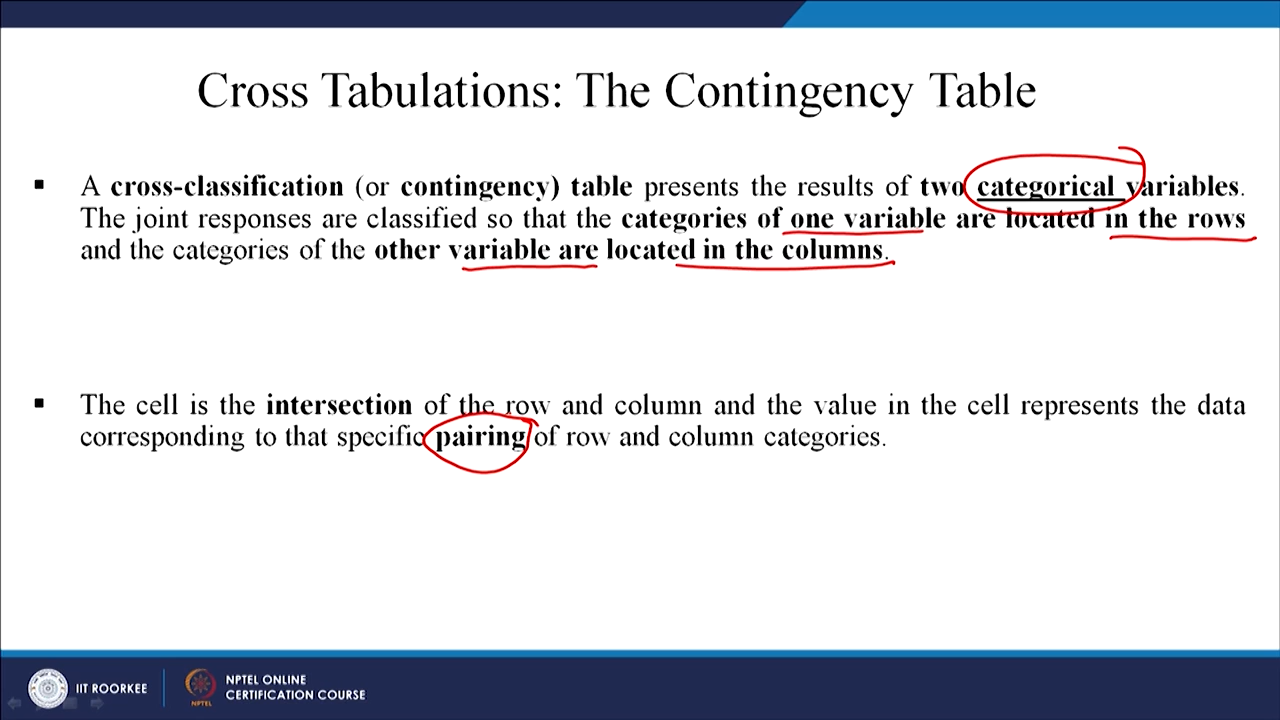 Cross Tabulations: The Contingency Table
▪ A cross-classification (or contingency) table presents the results of two categorical variables.
The joint responses are classified so that the categories of one variable are located in the rows
and the categories of the other variable are located in the columns.
▪ The cell is the intersection of the row and column and the value in the cell represents the data
corresponding to that specific pairing of row and column categories.
IIT ROORKEE
NPTEL
NPTEL ONLINE
CERTIFICATION COURSE